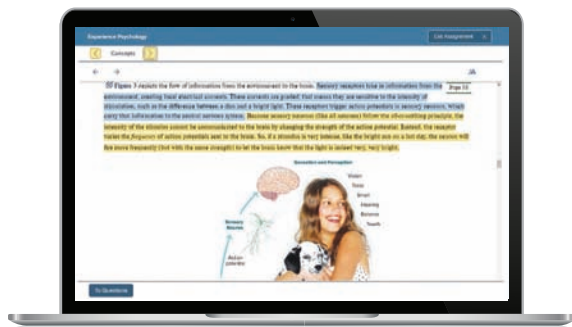 Experience Psychology
Exit Assignment X
Concepts
Figure 3 depicts the flow of information from the environment to the brain. Sensory receptors take in information from the
Page 53
environment, creating local electrical currents. These currents are graded; that means they are sensitive to the intensity of
stimulation, such as the difference between a dim and a bright light. These receptors trigger action potentials in sensory neurons, which
carry that information to the central nervous system. Because sensory neurons (like all neurons) follow the all-or-nothing principle, the
intensity of the stimulus cannot be communicated to the brain by changing the strength of the action potential. Instead, the receptor
varies the frequency of action potentials sent to the brain. So, if a stimulus is very intense, like the bright sun on a hot day, the neuron will
fire more frequently (but with the same strength) to let the brain know that the light is indeed very, very bright.
Sensation and Perception
Vision
Taste
Smell
Hearing
Balance
Touch
Sensory
Neuron
Action
potential
To Questions